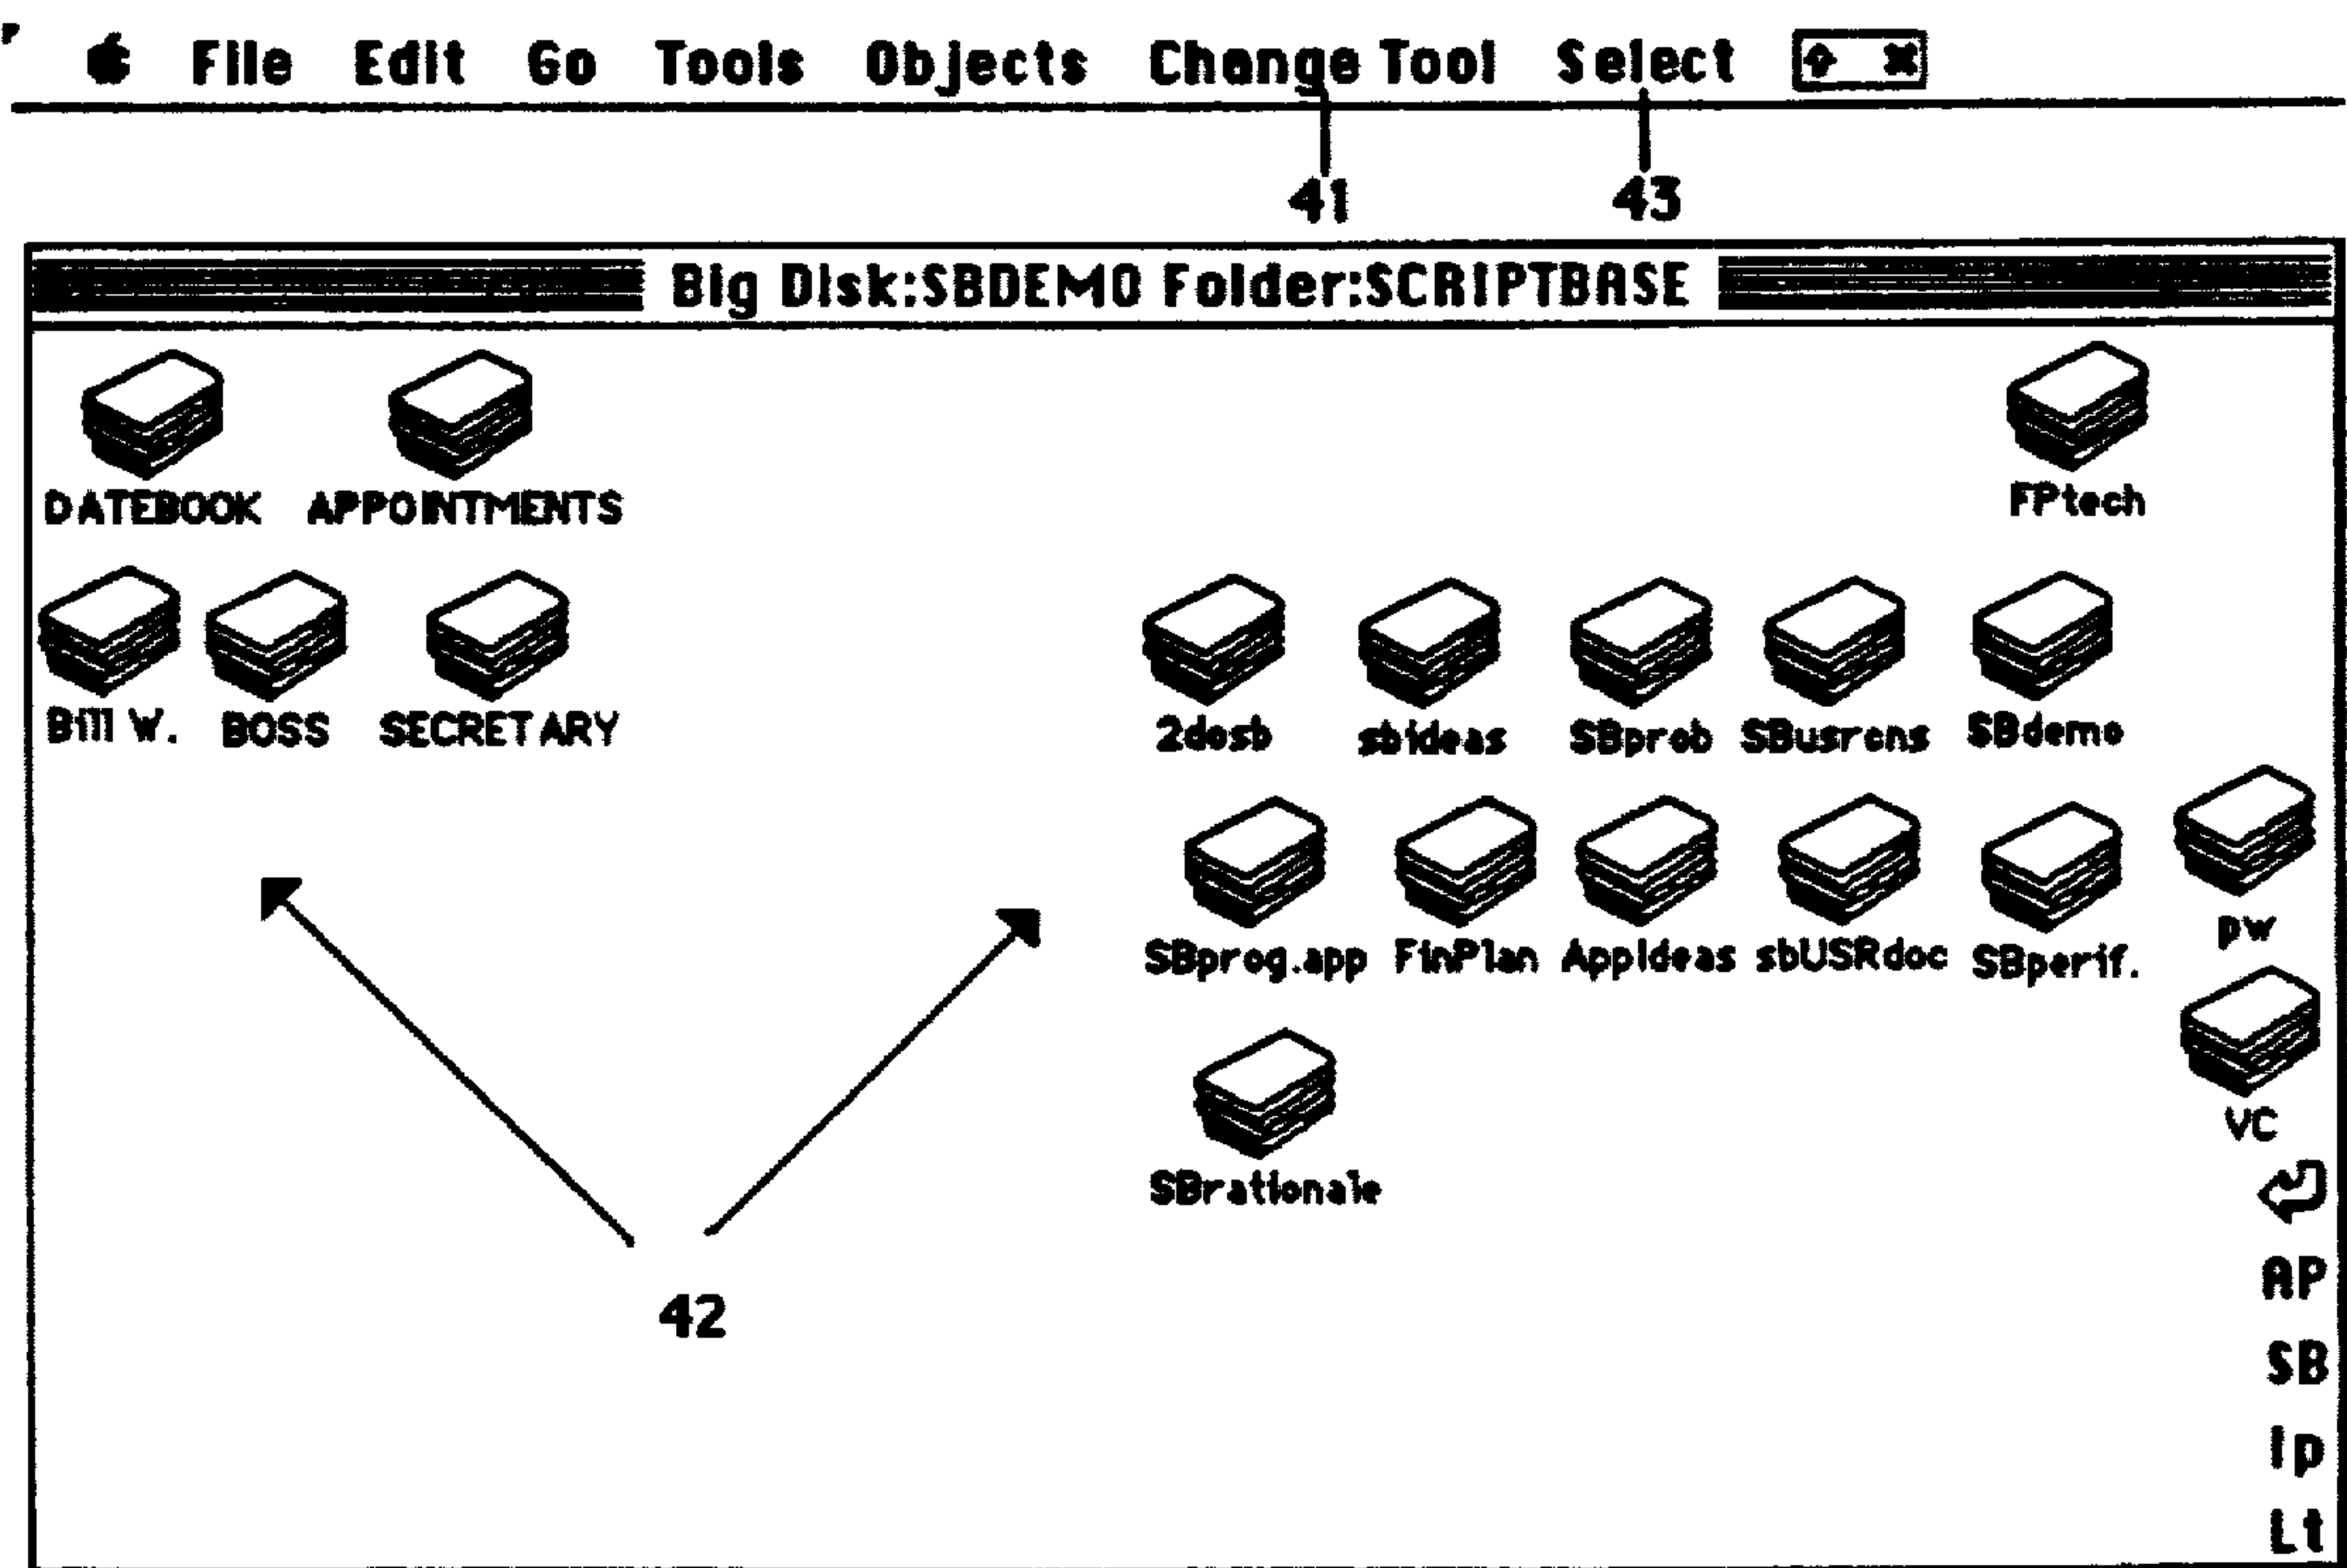 File Edit Go Tools Objects Change Tool Select
41 43
Big Disk:SBDEMO Folder:SCRIPTBASE
DATEBOOK APPOINTMENTS FPtech
Bill W. BOSS SECRETARY 2dosb sbideas SBprob SBusrcns SBdemo
SBprog.app FinPlan AppIdeas sbUSRdoc SBperif. pw
VC
SBrationale
AP
42
SB
Ip
Lt